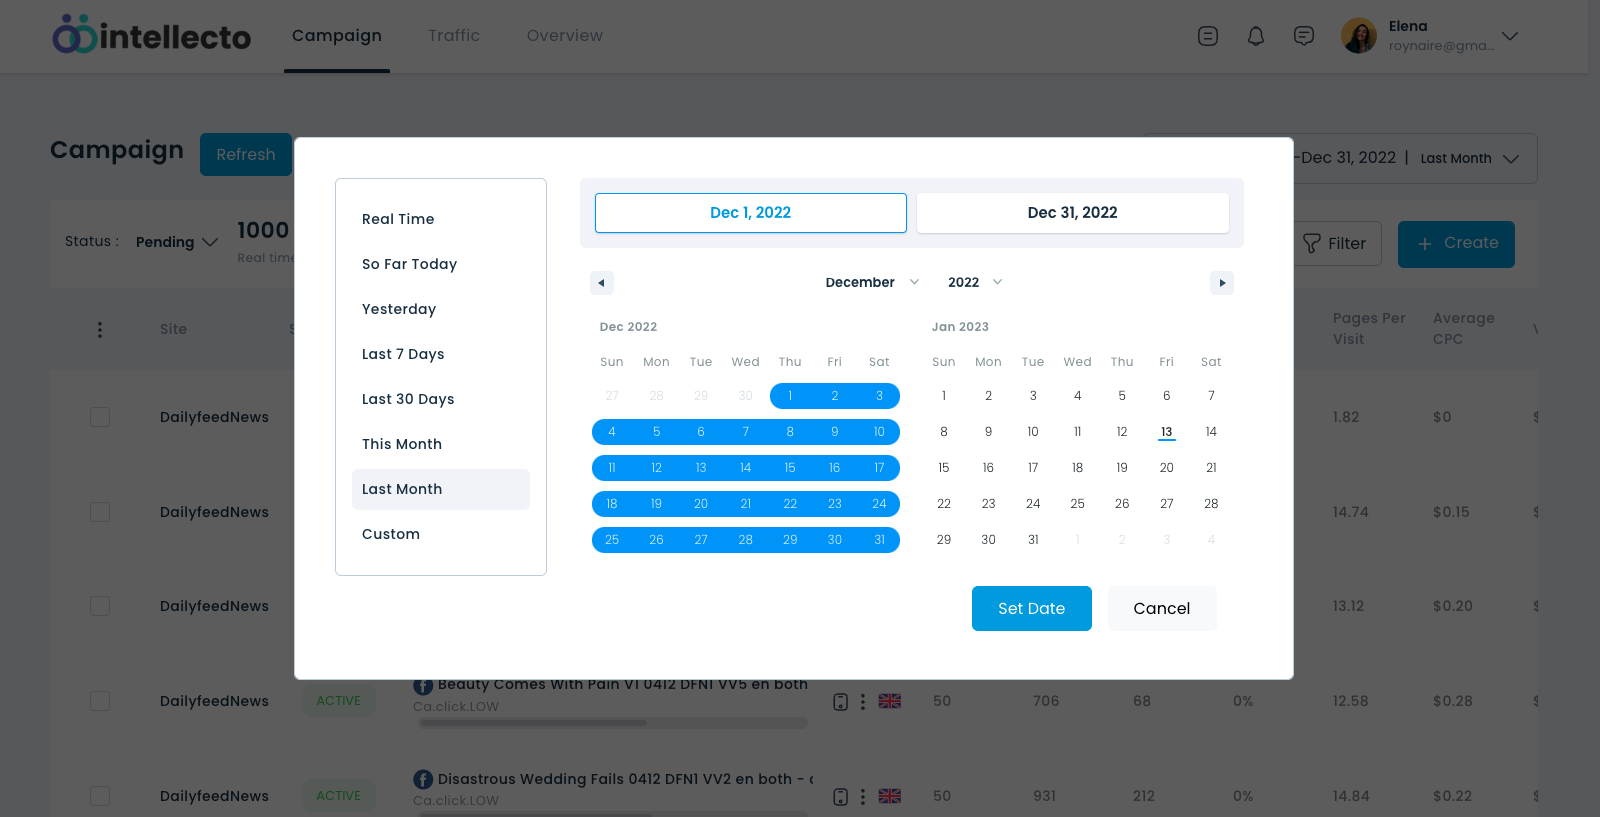 intellecto
Campaign Traffic Overview
Elena
roynaire@gma...
Campaign Refresh
-Dec 31, 2022 | Last Month
Status : Pending 1000
Real time
Filter + Create
Site
Pages Per Visit
Average CPC
Real Time
So Far Today
Yesterday
Last 7 Days
Last 30 Days
This Month
Last Month
Custom
Dec 1, 2022 Dec 31, 2022
December 2022
Dec 2022
Sun Mon Tue Wed Thu Fri Sat
27 28 29 30 1 2 3
4 5 6 7 8 9 10
11 12 13 14 15 16 17
18 19 20 21 22 23 24
25 26 27 28 29 30 31
Jan 2023
Sun Mon Tue Wed Thu Fri Sat
1 2 3 4 5 6 7
8 9 10 11 12 13 14
15 16 17 18 19 20 21
22 23 24 25 26 27 28
29 30 31 1 2 3 4
Set Date Cancel
DailyfeedNews 1.82 $0
DailyfeedNews 14.74 $0.15
DailyfeedNews 13.12 $0.20
DailyfeedNews ACTIVE Beauty Comes With Pain V1 0412 DFN1 VV5 en both 50 706 68 0% 12.58 $0.28
Ca.click.LOW
DailyfeedNews ACTIVE Disastrous Wedding Fails 0412 DFN1 VV2 en both - 50 931 212 0% 14.84 $0.22
Ca.click.LOW